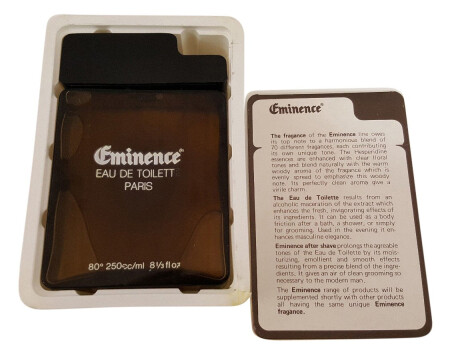 Eminence
EAU DE TOILETT
PARIS
80° 250cc/ml 8⅓ fl oz
Eminence
The fragance of the Eminence line owes
its top note to a harmonious blend of
70 different fragances, each contributing
its own unique tone. The Hesperidine
essences are enhanced with clear floral
tones and blend naturally with the warm
woody aroma of the fragance which is
evenly spread to emphasize this woody
note. Its perfectly clean aroma give a
virile charm.
The Eau de Toilette results from an
alcoholic maceration of the extract which
enhances the fresh, invigorating effects of
its ingredients. It can be used as a body
friction after a bath, a shower, or simply
for grooming. Used in the evening it en-
hances masculine elegance.
Eminence after shave prolongs the agreable
tones of the Eau de Toilette by its mois-
turizing, emollient and smooth effects
resulting from a precise blend of the ingre-
dients. It gives an air of clean grooming so
necessary to the modern man.
The Eminence range of products will be
supplemented shortly with other products
all having the same unique Eminence
fragance.